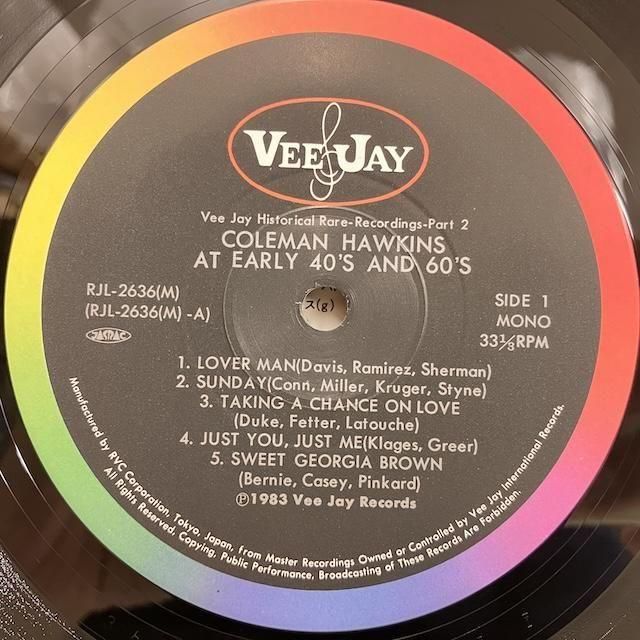 VEE JAY
Vee Jay Historical Rare-Recordings-Part 2
COLEMAN HAWKINS
AT EARLY 40'S AND 60'S
RJL-2636(M)
(RJL-2636(M) -A)
JASRAC
ス(g)
SIDE 1
MONO
33⅓RPM
1. LOVER MAN(Davis, Ramirez, Sherman)
2. SUNDAY(Conn, Miller, Kruger, Styne)
3. TAKING A CHANCE ON LOVE
(Duke, Fetter, Latouche)
4. JUST YOU, JUST ME(Klages, Greer)
5. SWEET GEORGIA BROWN
(Bernie, Casey, Pinkard)
Ⓟ1983 Vee Jay Records
Manufactured by RVC Corporation, Tokyo, Japan, from Master Recordings Owned or Controlled by Vee Jay International Records.
All Rights Reserved, Copying, Public Performance, Broadcasting of These Records Are Forbidden.